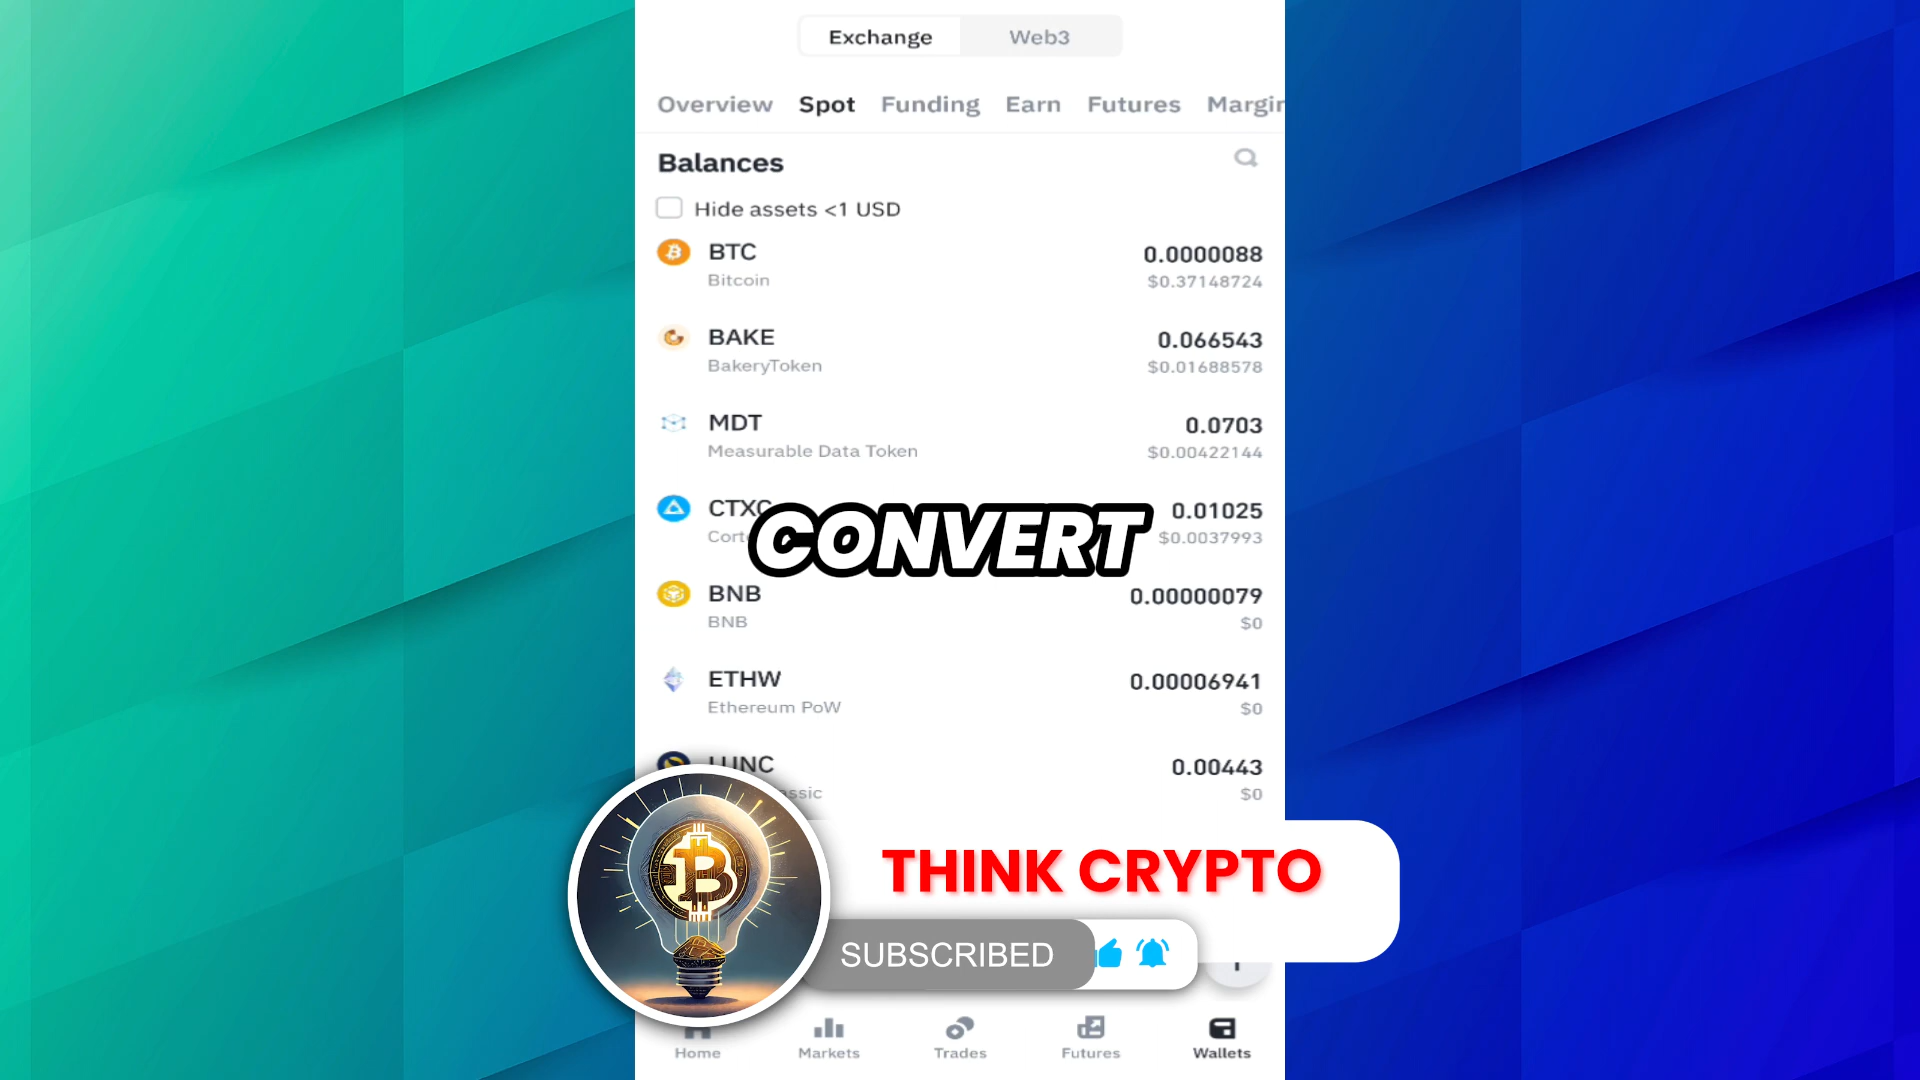 Exchange Web3
Overview Spot Funding Earn Futures Margin
Balances
Hide assets <1 USD
BTC 0.0000088
Bitcoin $0.37148724
BAKE 0.066543
BakeryToken $0.01688578
MDT 0.0703
Measurable Data Token $0.00422144
CTXC 0.01025
$0.0037993
CONVERT
BNB 0.00000079
BNB $0
ETHW 0.00006941
Ethereum PoW $0
LUNC 0.00443
$0
THINK CRYPTO
SUBSCRIBED
Home Markets Trades Futures Wallets